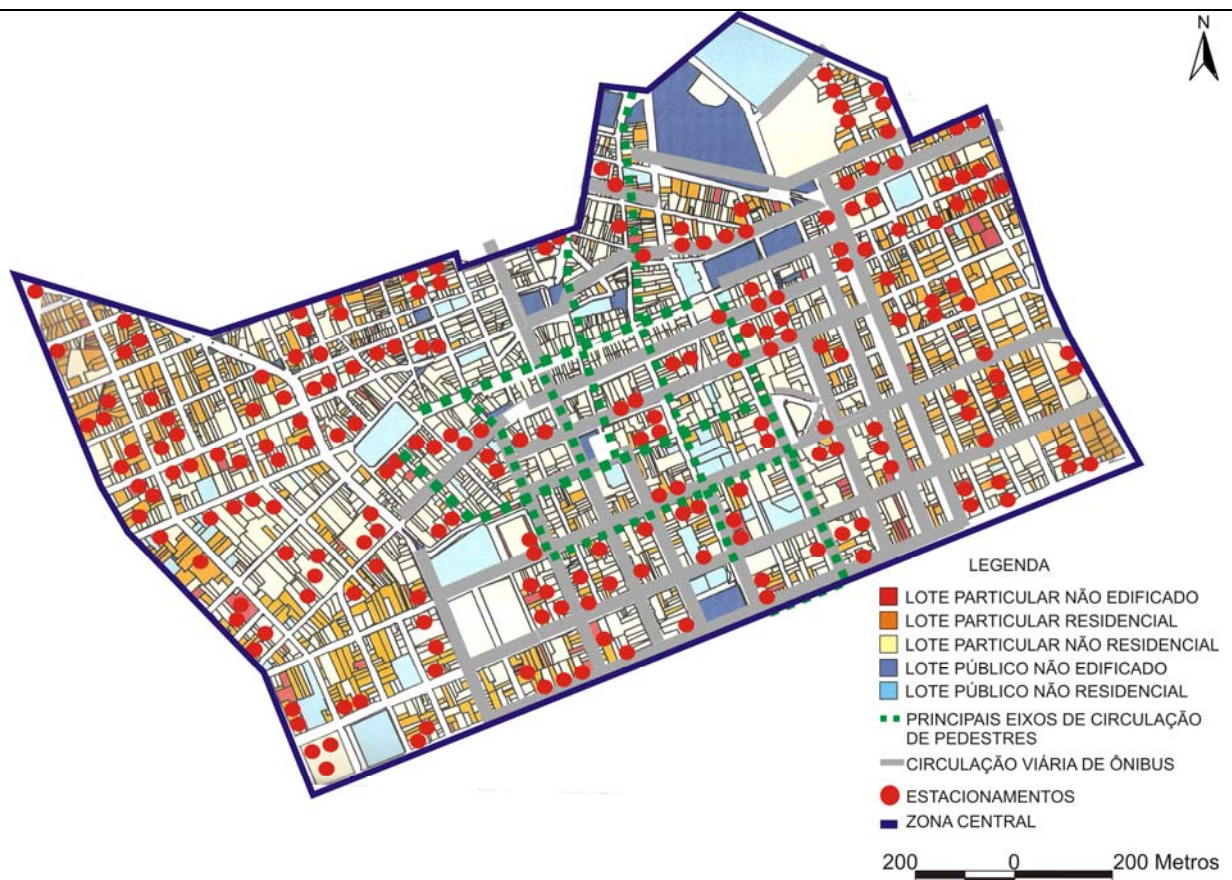 N
LEGENDA
LOTE PARTICULAR NÃO EDIFICADO
LOTE PARTICULAR RESIDENCIAL
LOTE PARTICULAR NÃO RESIDENCIAL
LOTE PÚBLICO NÃO EDIFICADO
LOTE PÚBLICO NÃO RESIDENCIAL
PRINCIPAIS EIXOS DE CIRCULAÇÃO
DE PEDESTRES
CIRCULAÇÃO VIÁRIA DE ÔNIBUS
ESTACIONAMENTOS
ZONA CENTRAL
200 0 200 Metros